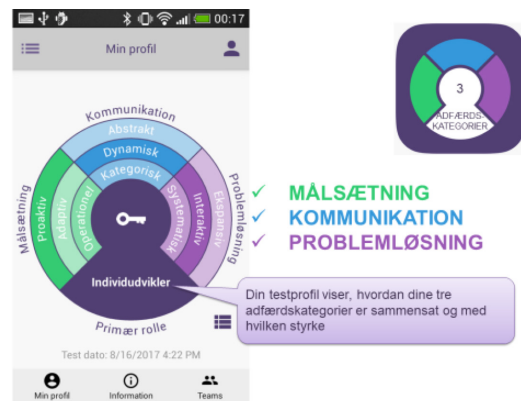 00:17
Min profil
Kommunikation
Abstrakt
Dynamisk
Kategorisk
Målsætning
Proaktiv
Adaptiv
Operationel
Problemløsning
Ekspansiv
Interaktiv
Systematisk
Individudvikler
Primær rolle
Test dato: 8/16/2017 4:22 PM
Min profil
Information
Teams
3
ADFÆRDS-
KATEGORIER
MÅLSÆTNING
KOMMUNIKATION
PROBLEMLØSNING
Din testprofil viser, hvordan dine tre
adfærdskategorier er sammensat og med
hvilken styrke